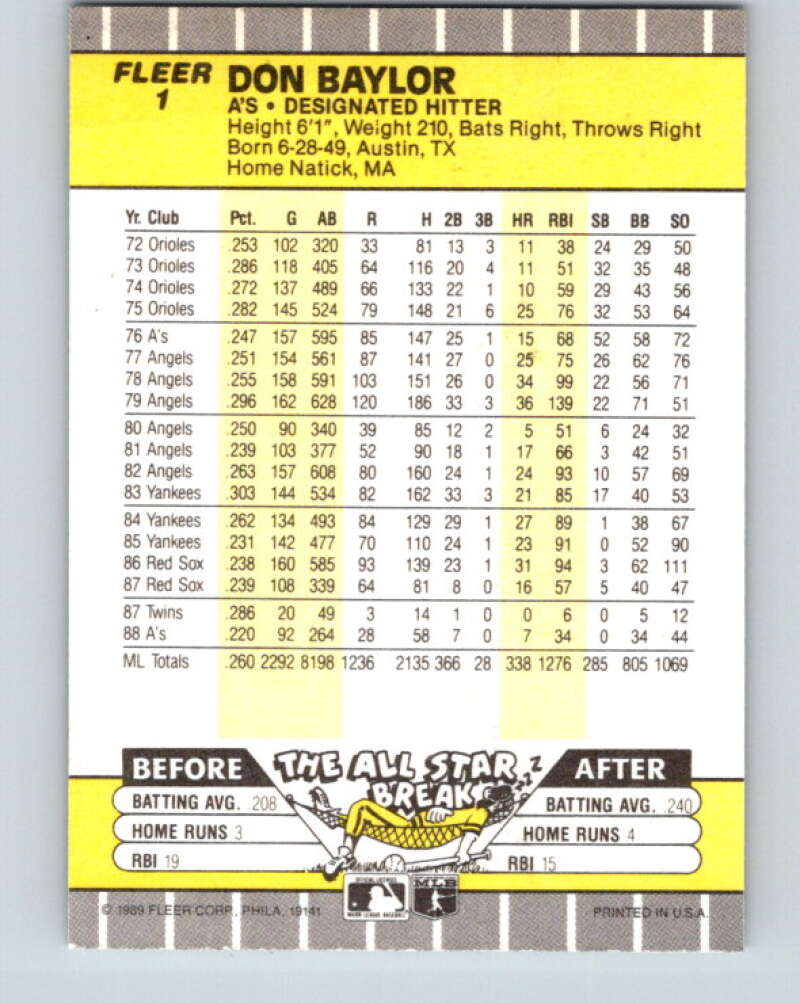 FLEER
1
DON BAYLOR
A'S • DESIGNATED HITTER
Height 6'1", Weight 210, Bats Right, Throws Right
Born 6-28-49, Austin, TX
Home Natick, MA
Yr. Club Pct. G AB R H 2B 3B HR RBI SB BB SO
72 Orioles .253 102 320 33 81 13 3 11 38 24 29 50
73 Orioles .286 118 405 64 116 20 4 11 51 32 35 48
74 Orioles .272 137 489 66 133 22 1 10 59 29 43 56
75 Orioles .282 145 524 79 148 21 6 25 76 32 53 64
76 A's .247 157 595 85 147 25 1 15 68 52 58 72
77 Angels .251 154 561 87 141 27 0 25 75 26 62 76
78 Angels .255 158 591 103 151 26 0 34 99 22 56 71
79 Angels .296 162 628 120 186 33 3 36 139 22 71 51
80 Angels .250 90 340 39 85 12 2 5 51 6 24 32
81 Angels .239 103 377 52 90 18 1 17 66 3 42 51
82 Angels .263 157 608 80 160 24 1 24 93 10 57 69
83 Yankees .303 144 534 82 162 33 3 21 85 17 40 53
84 Yankees .262 134 493 84 129 29 1 27 89 1 38 67
85 Yankees .231 142 477 70 110 24 1 23 91 0 52 90
86 Red Sox .238 160 585 93 139 23 1 31 94 3 62 111
87 Red Sox .239 108 339 64 81 8 0 16 57 5 40 47
87 Twins .286 20 49 3 14 1 0 0 6 0 5 12
88 A's .220 92 264 28 58 7 0 7 34 0 34 44
ML Totals .260 2292 8198 1236 2135 366 28 338 1276 285 805 1069
BEFORE THE ALL STAR BREAK ZZZ AFTER
BATTING AVG. .208 BATTING AVG. .240
HOME RUNS 3 HOME RUNS 4
RBI 19 RBI 15
MAJOR LEAGUE BASEBALL
MLB
© 1989 FLEER CORP., PHILA. 19141 PRINTED IN U.S.A.